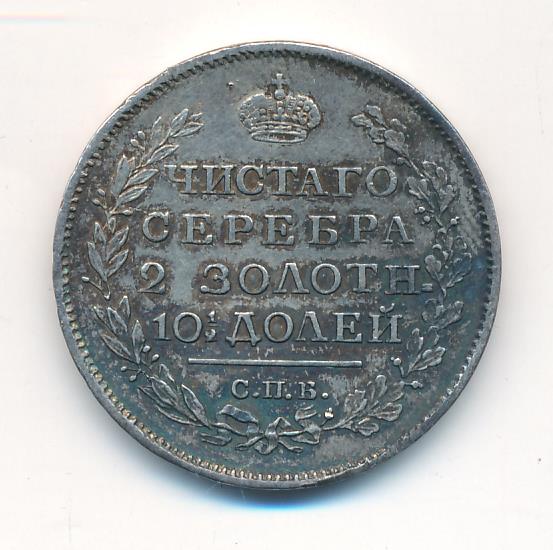 ЧИСТАГО
СЕРЕБРА
2 ЗОЛОТН.
10½ ДОЛЕЙ
С.П.Б.